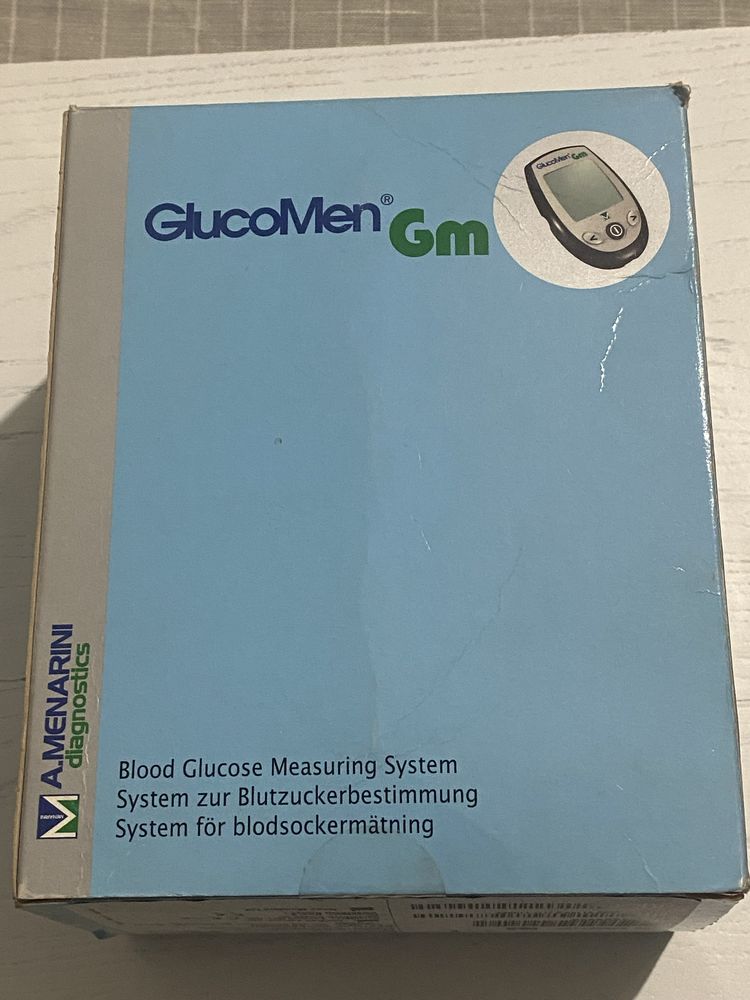 GlucoMen® Gm
GlucoMen Gm
A.MENARINI
diagnostics
Blood Glucose Measuring System
System zur Blutzuckerbestimmung
System för blodsockermätning